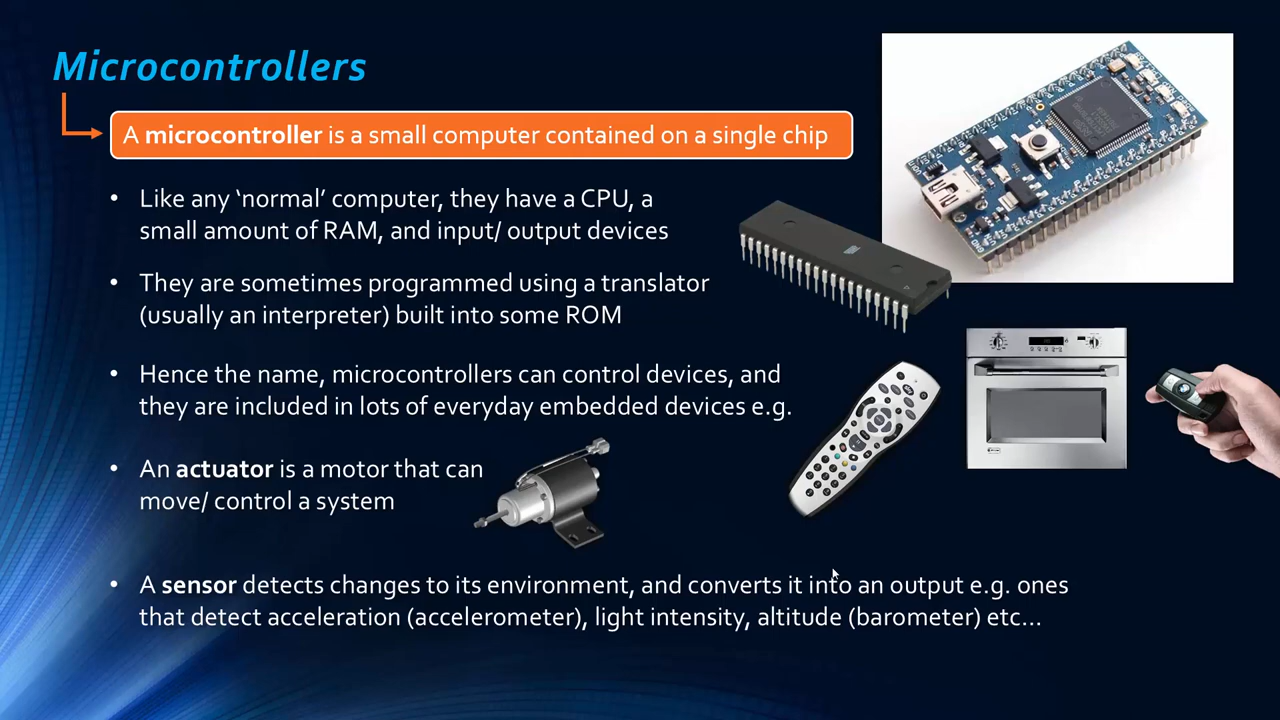 Microcontrollers
A microcontroller is a small computer contained on a single chip
• Like any ‘normal’ computer, they have a CPU, a
small amount of RAM, and input/ output devices
• They are sometimes programmed using a translator
(usually an interpreter) built into some ROM
• Hence the name, microcontrollers can control devices, and
they are included in lots of everyday embedded devices e.g.
• An actuator is a motor that can
move/ control a system
• A sensor detects changes to its environment, and converts it into an output e.g. ones
that detect acceleration (accelerometer), light intensity, altitude (barometer) etc...